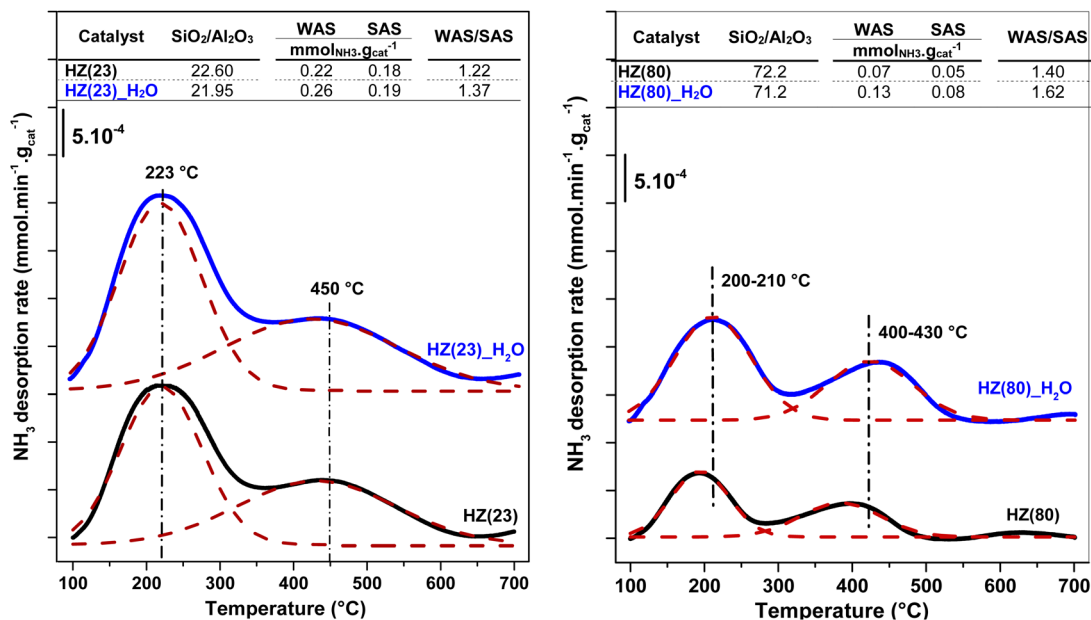 Catalyst SiO2/Al2O3 WAS SAS WAS/SAS
mmolNH3.gcat-1
HZ(23) 22.60 0.22 0.18 1.22
HZ(23)_H2O 21.95 0.26 0.19 1.37
5.10-4
223 °C
450 °C
HZ(23)_H2O
HZ(23)
NH3 desorption rate (mmol.min-1.gcat-1)
100 200 300 400 500 600 700
Temperature (°C)
Catalyst SiO2/Al2O3 WAS SAS WAS/SAS
mmolNH3.gcat-1
HZ(80) 72.2 0.07 0.05 1.40
HZ(80)_H2O 71.2 0.13 0.08 1.62
5.10-4
200-210 °C
400-430 °C
HZ(80)_H2O
HZ(80)
NH3 desorption rate (mmol.min-1.gcat-1)
100 200 300 400 500 600 700
Temperature (°C)